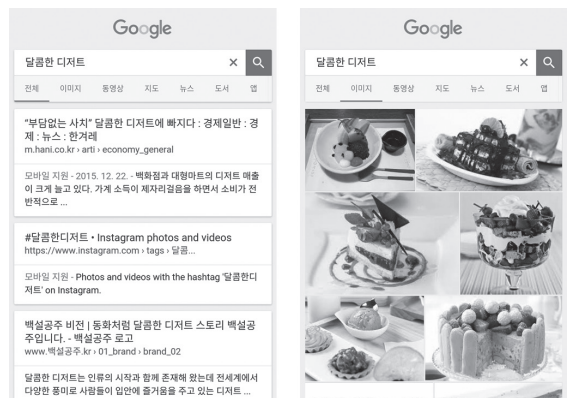 Google
달콤한 디저트
전체 이미지 동영상 지도 뉴스 도서 앱
“부담없는 사치” 달콤한 디저트에 빠지다 : 경제일반 : 경
제 : 뉴스 : 한겨레
m.hani.co.kr › arti › economy_general
모바일 지원 - 2015. 12. 22. - 백화점과 대형마트의 디저트 매출
이 크게 늘고 있다. 가계 소득이 제자리걸음을 하면서 소비가 전
반적으로 ...
#달콤한디저트 • Instagram photos and videos
https://www.instagram.com › tags › 달콤...
모바일 지원 - Photos and videos with the hashtag '달콤한디
저트' on Instagram.
백설공주 비전 | 동화처럼 달콤한 디저트 스토리 백설공
주입니다. - 백설공주 로고
www.백설공주.kr › 01_brand › brand_02
달콤한 디저트는 인류의 시작과 함께 존재해 왔는데 전세계에서
다양한 풍미로 사람들이 입안에 즐거움을 주고 있는 디저트 ...
Google
달콤한 디저트
전체 이미지 동영상 지도 뉴스 도서 앱